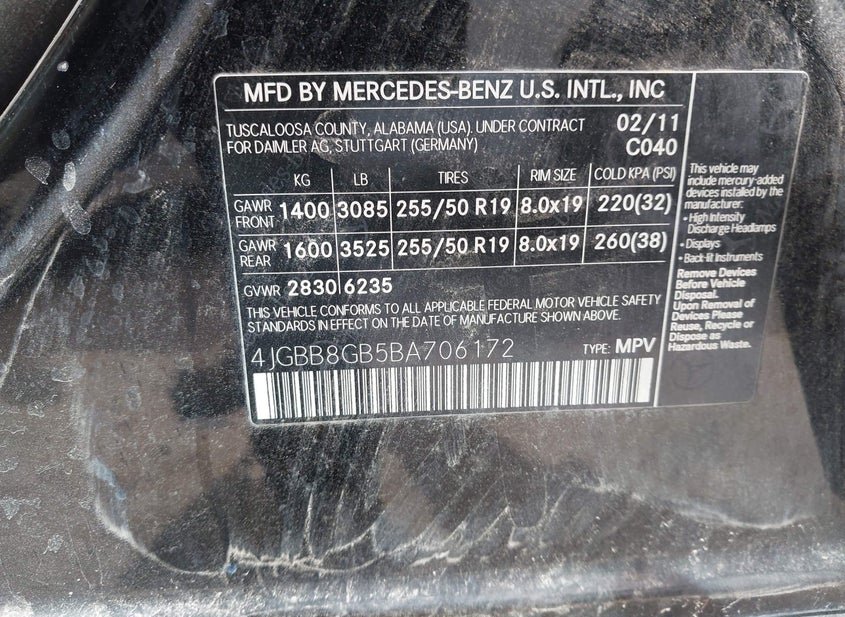 MFD BY MERCEDES-BENZ U.S. INTL., INC
TUSCALOOSA COUNTY, ALABAMA (USA). UNDER CONTRACT 02/11
FOR DAIMLER AG, STUTTGART (GERMANY) C040
KG LB TIRES RIM SIZE COLD KPA (PSI)
GAWR FRONT 1400 3085 255/50 R19 8.0x19 220(32)
GAWR REAR 1600 3525 255/50 R19 8.0x19 260(38)
GVWR 2830 6235
THIS VEHICLE CONFORMS TO ALL APPLICABLE FEDERAL MOTOR VEHICLE SAFETY
STANDARDS IN EFFECT ON THE DATE OF MANUFACTURE SHOWN ABOVE.
4JGBB8GB5BA706172 TYPE: MPV
This vehicle may
include mercury-added
devices installed by the
manufacturer:
• High Intensity
Discharge Headlamps
• Displays
• Back-lit Instruments
Remove Devices
Before Vehicle
Disposal.
Upon Removal of
Devices Please
Reuse, Recycle or
Dispose as
Hazardous Waste.